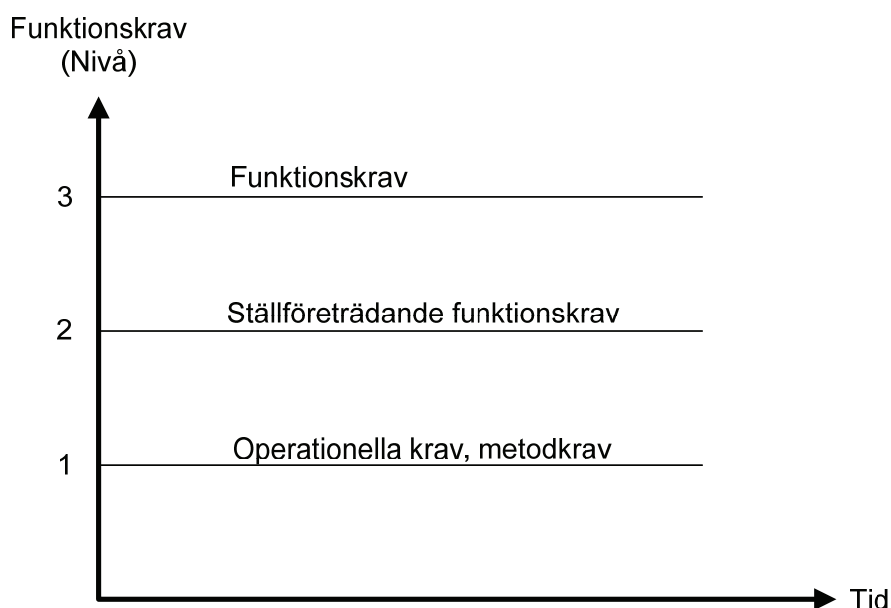 Funktionskrav
(Nivå)
3
Funktionskrav
2
Ställföreträdande funktionskrav
1
Operationella krav, metodkrav
Tid